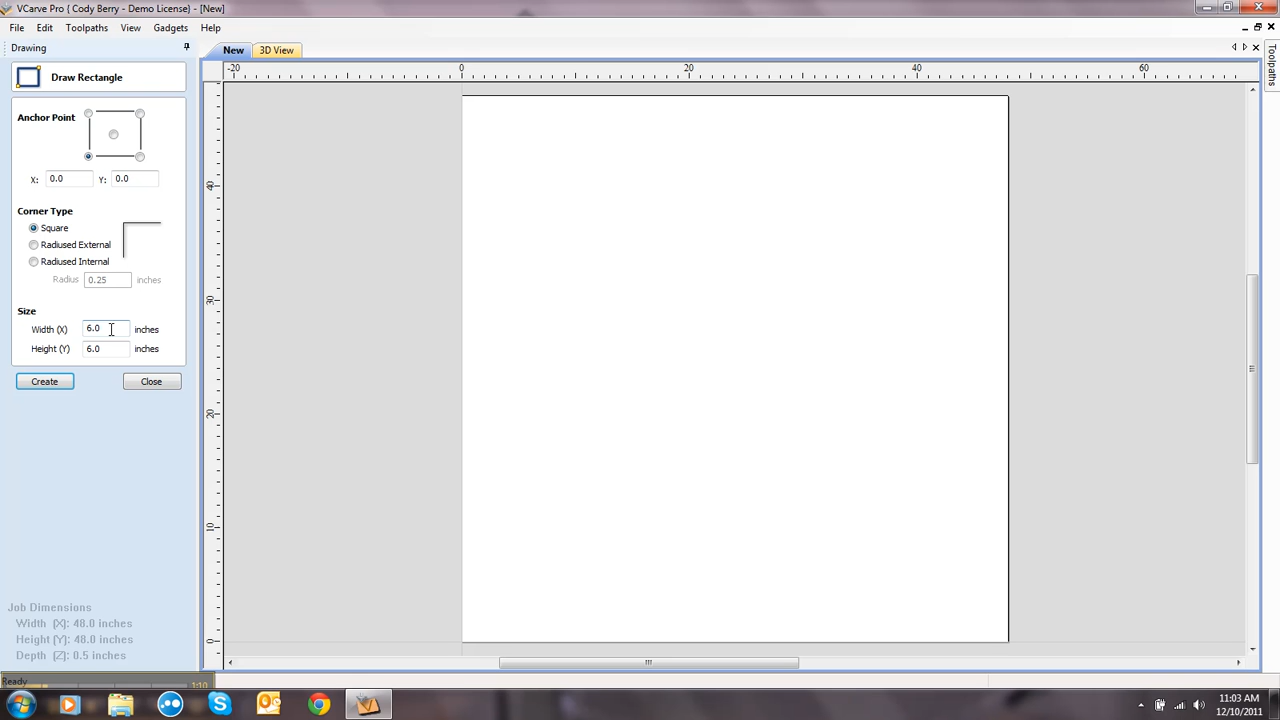 VCarve Pro { Cody Berry - Demo License} - [New]
File Edit Toolpaths View Gadgets Help
Drawing
New 3D View
Toolpaths
Draw Rectangle
-20 0 20 40 60
Anchor Point
X: 0.0 Y: 0.0
Corner Type
Square
Radiused External
Radiused Internal
Radius 0.25 inches
Size
Width (X) 6.0 inches
Height (Y) 6.0 inches
Create Close
40
30
20
10
0
Job Dimensions
Width (X): 48.0 inches
Height (Y): 48.0 inches
Depth (Z): 0.5 inches
Ready
1:10
11:03 AM
12/10/2011